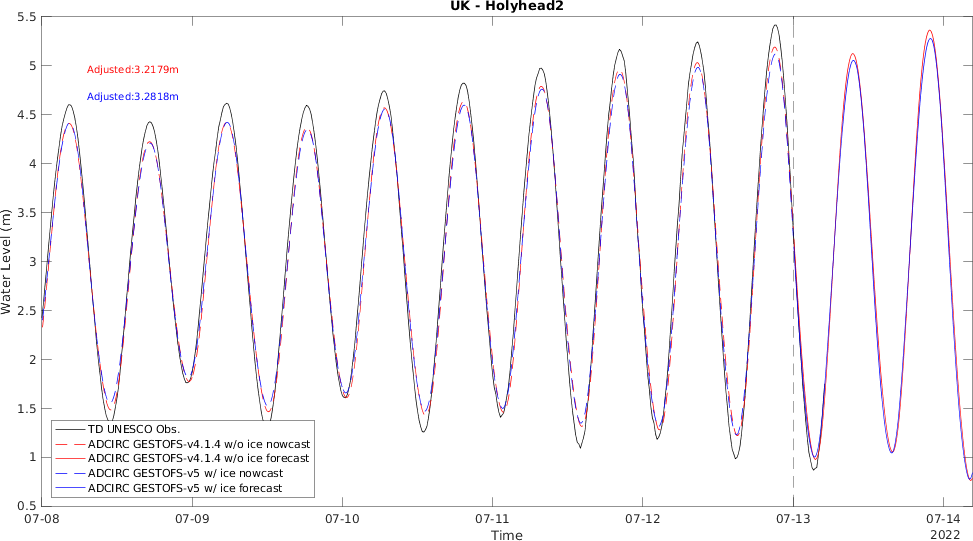 UK - Holyhead2
5.5
5
4.5
4
3.5
3
2.5
2
1.5
1
0.5
Water Level (m)
Adjusted:3.2179m
Adjusted:3.2818m
TD UNESCO Obs.
ADCIRC GESTOFS-v4.1.4 w/o ice nowcast
ADCIRC GESTOFS-v4.1.4 w/o ice forecast
ADCIRC GESTOFS-v5 w/ ice nowcast
ADCIRC GESTOFS-v5 w/ ice forecast
07-08 07-09 07-10 07-11 07-12 07-13 07-14
Time
2022